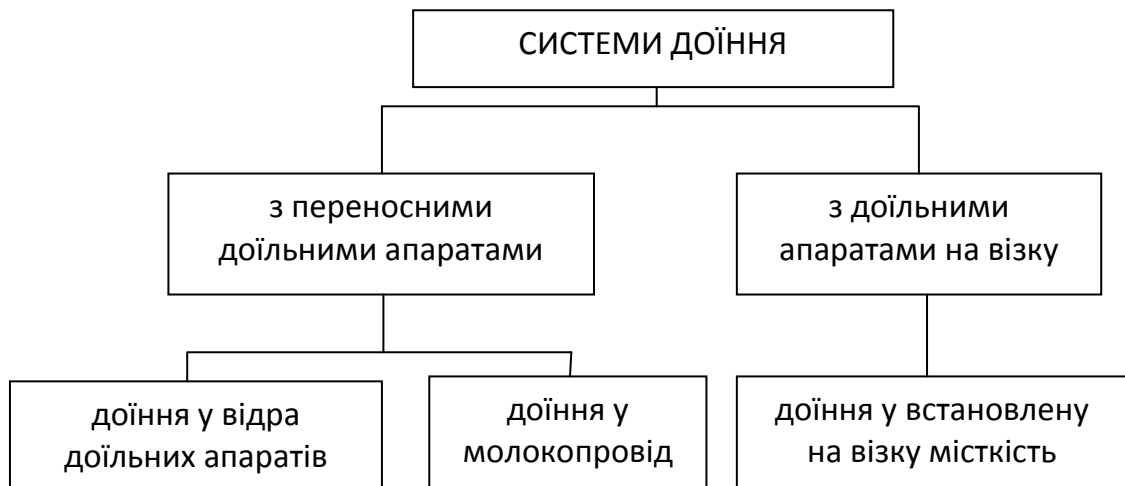 СИСТЕМИ ДОЇННЯ
з переносними
доїльними апаратами
з доїльними
апаратами на візку
доїння у відра
доїльних апаратів
доїння у
молокопровід
доїння у встановлену
на візку місткість